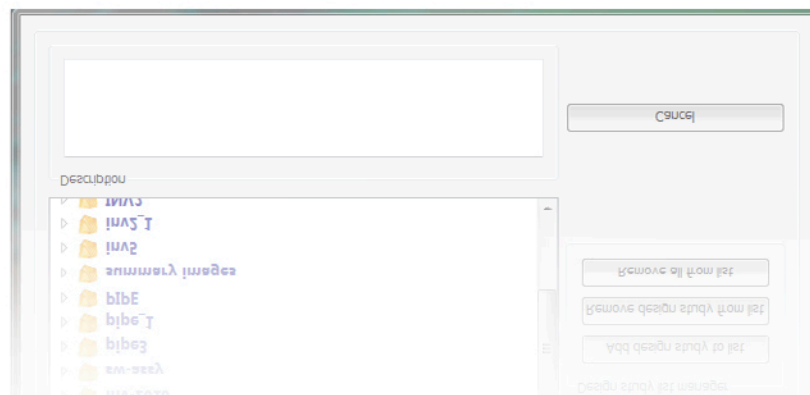 Cancel
Description
INV2
inv2_1
inv5
summary images
PIPE
pipe_1
pipe3
sw-assy
Remove all from list
Remove design study from list
Add design study to list
Design study list manager